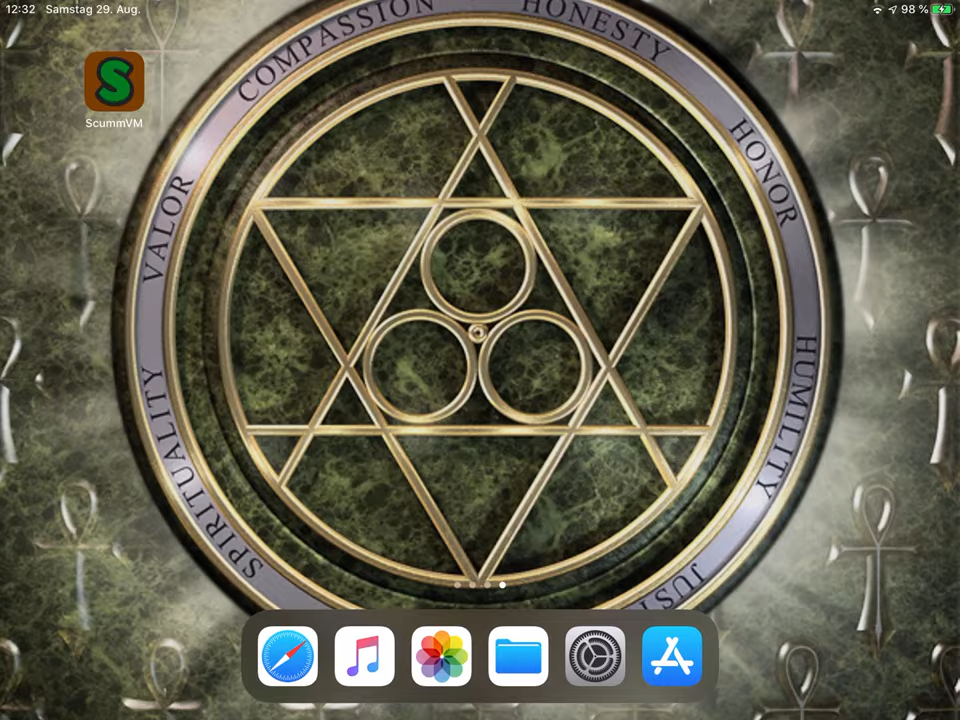 12:32 Samstag 29. Aug.
98 %
ScummVM
COMPASSION
HONESTY
VALOR
HONOR
SPIRITUALITY
HUMILITY